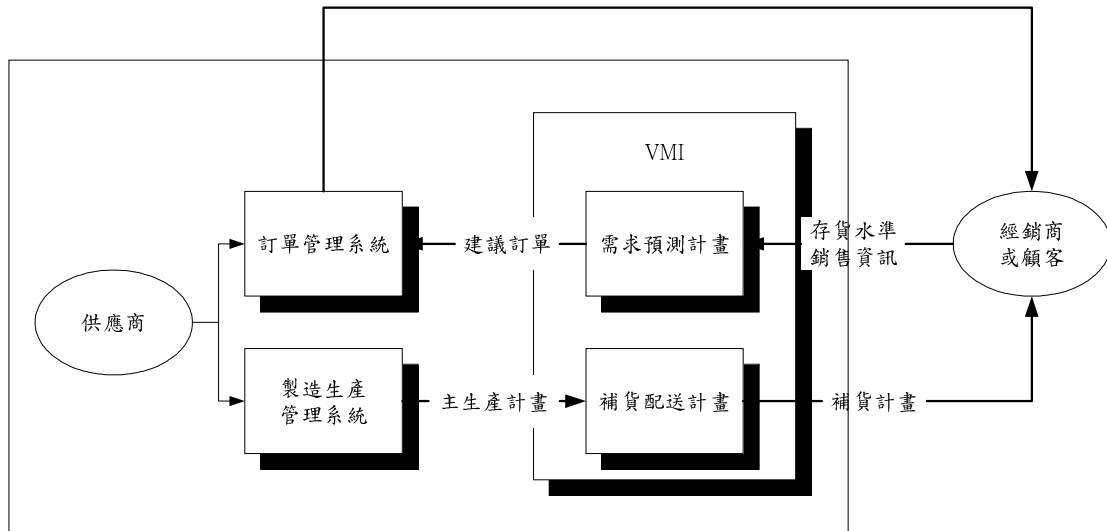 VMI
訂單管理系統
建議訂單
需求預測計畫
存貨水準
銷售資訊
經銷商
或顧客
供應商
製造生產
管理系統
主生產計畫
補貨配送計畫
補貨計畫